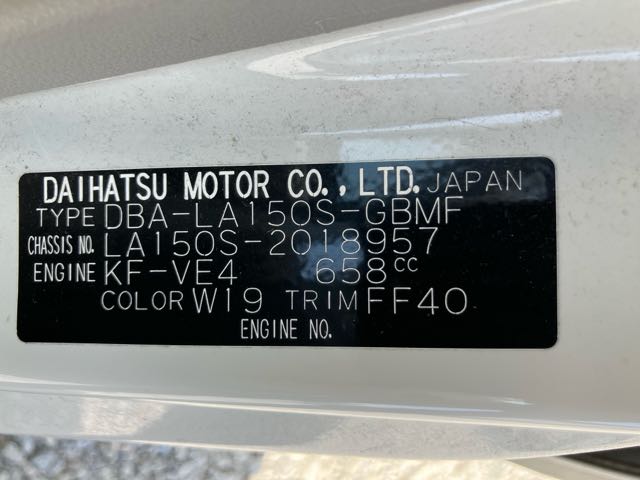 DAIHATSU MOTOR CO., LTD. JAPAN
TYPE DBA-LA150S-GBMF
CHASSIS NO. LA150S-2018957
ENGINE KF-VE4 658cc
COLOR W19 TRIM FF40
ENGINE NO.